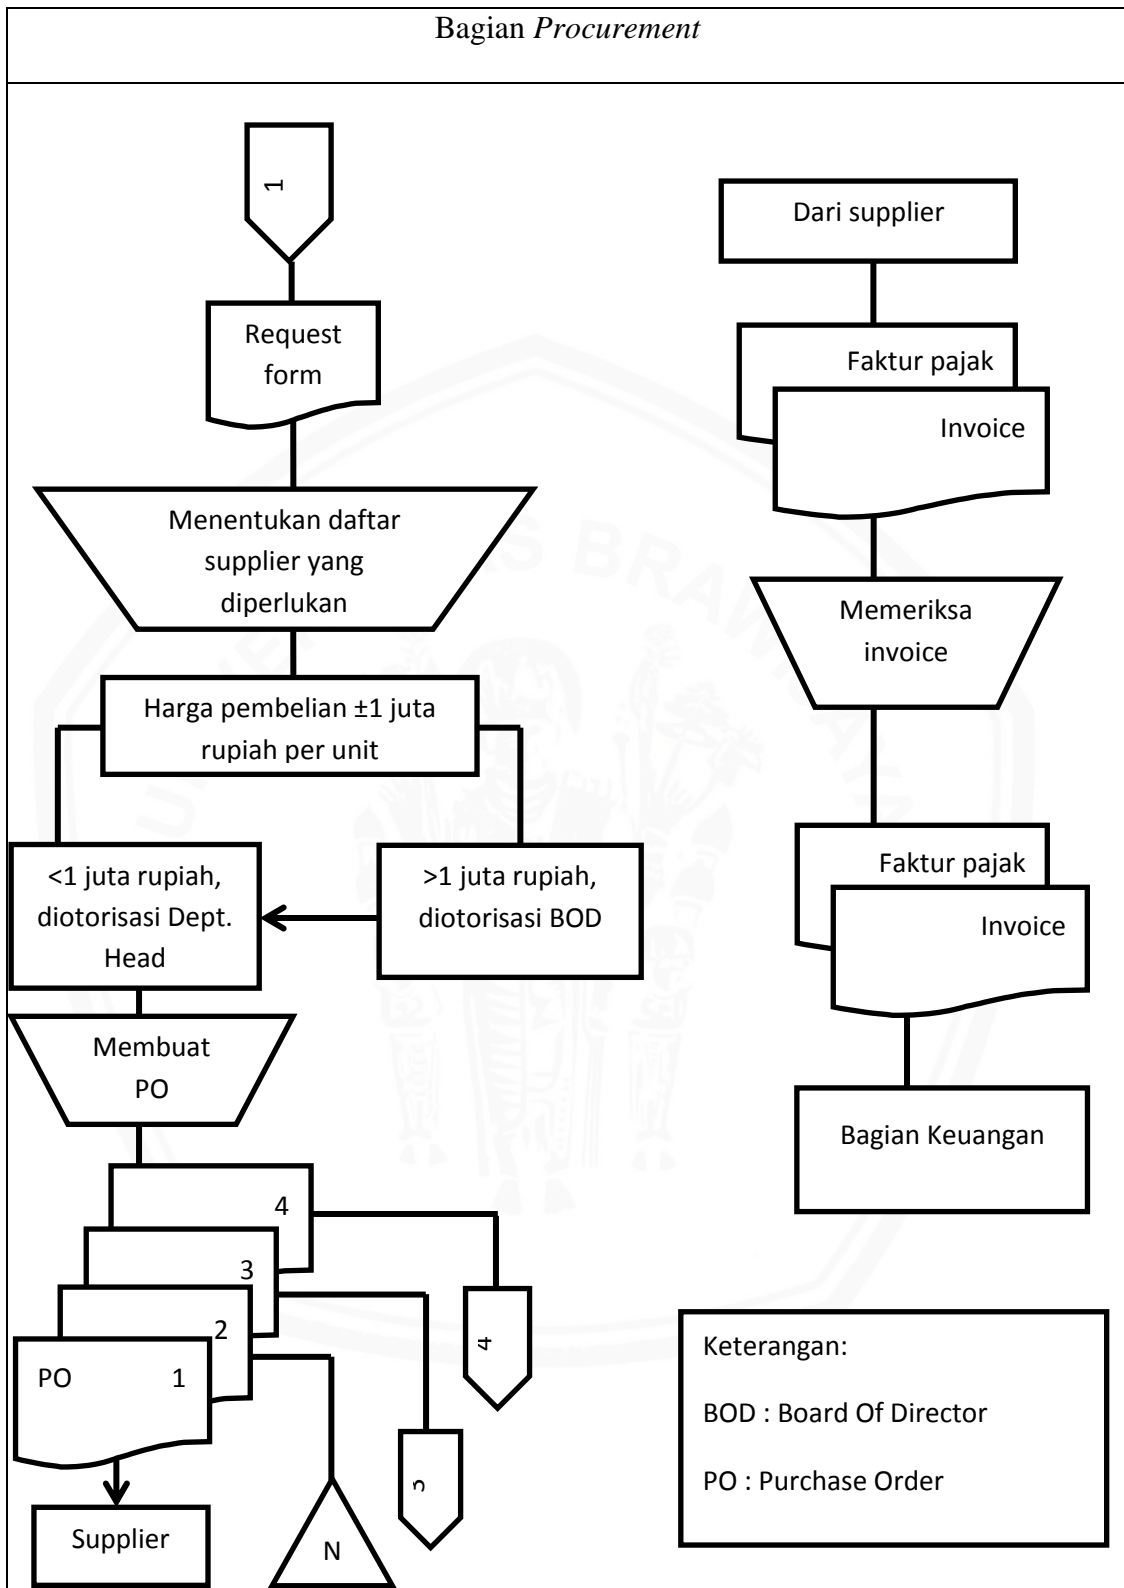 Bagian Procurement
1
Request
form
Menentukan daftar
supplier yang
diperlukan
Harga pembelian ±1 juta
rupiah per unit
<1 juta rupiah,
diotorisasi Dept.
Head
>1 juta rupiah,
diotorisasi BOD
Membuat
PO
4
3
2
PO 1
4
Supplier
N
Dari supplier
Faktur pajak
Invoice
Memeriksa
invoice
Faktur pajak
Invoice
Bagian Keuangan
Keterangan:
BOD : Board Of Director
PO : Purchase Order